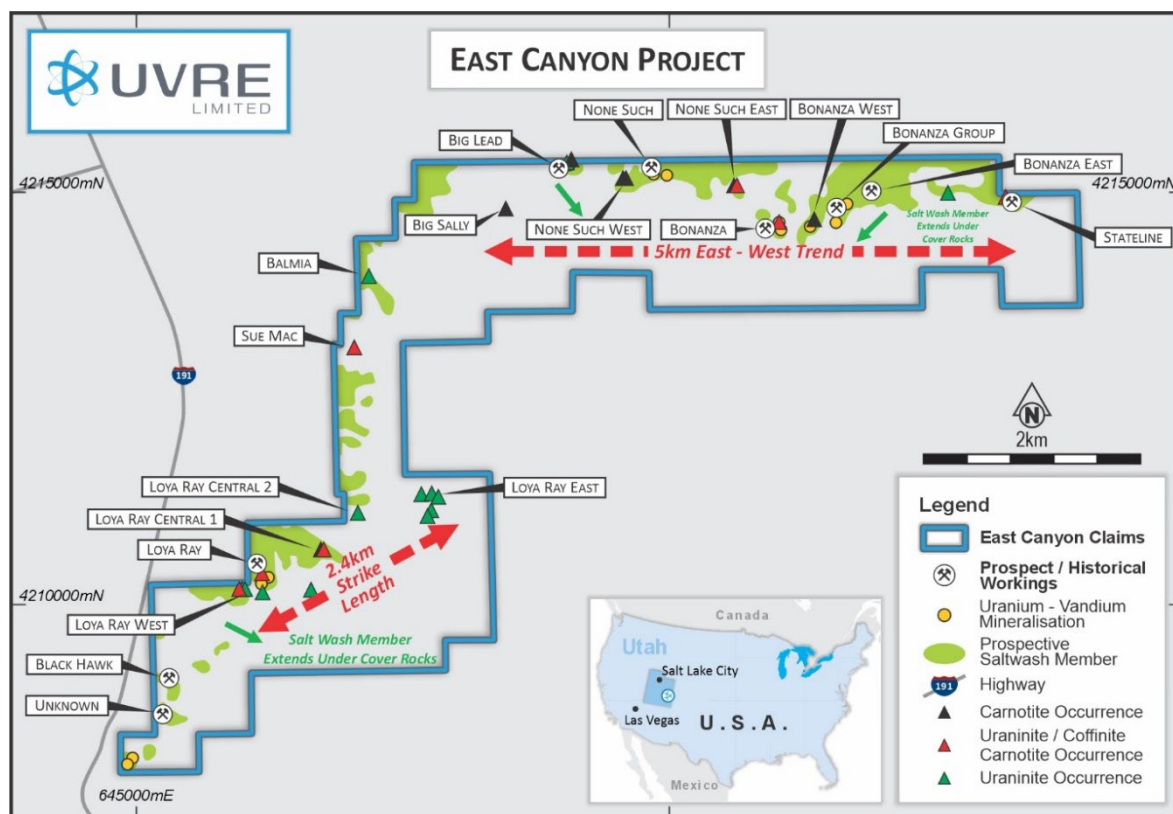 UVRE
LIMITED
EAST CANYON PROJECT
NONE SUCH
NONE SUCH EAST
BONANZA WEST
BIG LEAD
BONANZA GROUP
BONANZA EAST
4215000mN
4215000mN
BIG SALLY
NONE SUCH WEST
BONANZA
Salt Wash Member
Extends Under
Cover Rocks
STATELINE
5km East - West Trend
BALMIA
SUE MAC
191
N
2km
LOYA RAY CENTRAL 2
LOYA RAY EAST
LOYA RAY CENTRAL 1
LOYA RAY
2.4km
Strike
Length
4210000mN
LOYA RAY WEST
Salt Wash Member
Extends Under Cover Rocks
BLACK HAWK
UNKNOWN
645000mE
Canada
Utah
Salt Lake City
Las Vegas
U.S.A.
Mexico
Legend
East Canyon Claims
Prospect / Historical
Workings
Uranium - Vandium
Mineralisation
Prospective
Saltwash Member
191
Highway
Carnotite Occurrence
Uraninite / Coffinite
Carnotite Occurrence
Uraninite Occurrence